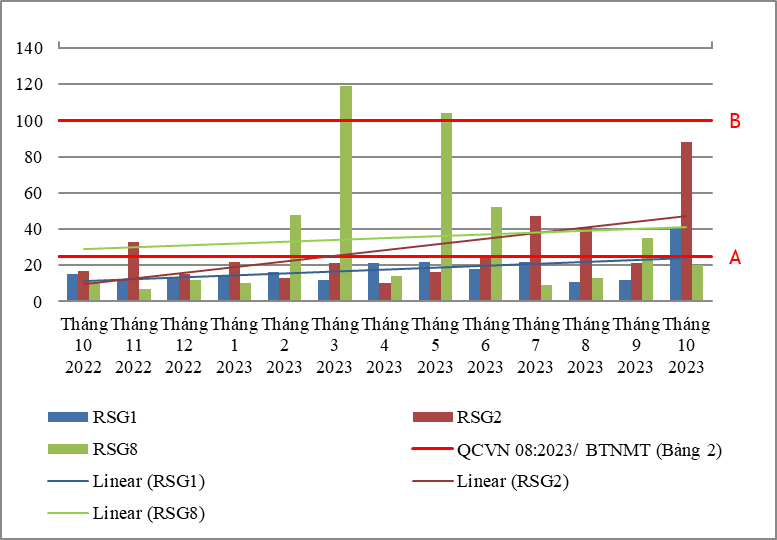 140
120
100
B
80
60
40
A
20
0
Tháng Tháng Tháng Tháng Tháng Tháng Tháng Tháng Tháng Tháng Tháng Tháng Tháng
10 11 12 1 2 3 4 5 6 7 8 9 10
2022 2022 2022 2023 2023 2023 2023 2023 2023 2023 2023 2023 2023
RSG1 RSG2
RSG8 QCVN 08:2023/ BTNMT (Bảng 2)
Linear (RSG1) Linear (RSG2)
Linear (RSG8)